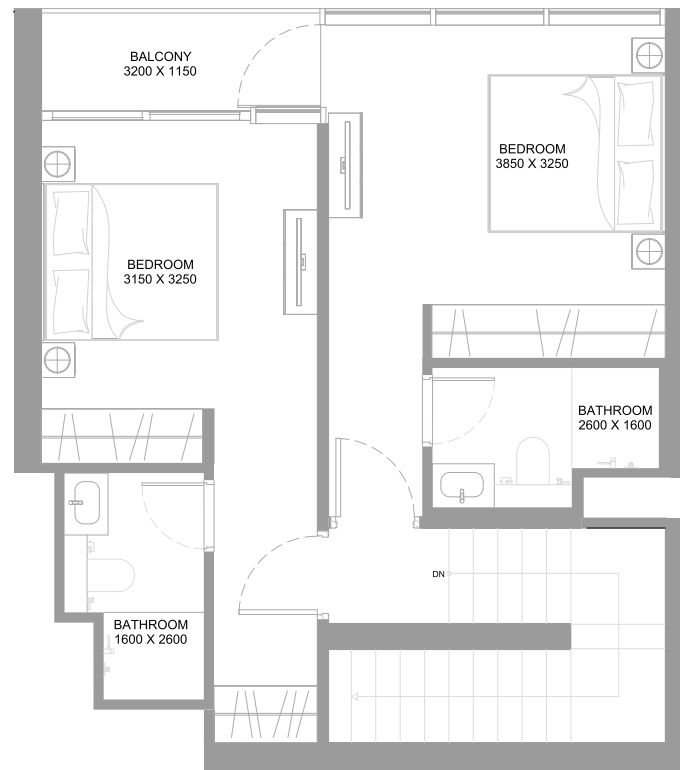 BALCONY
3200 X 1150
BEDROOM
3850 X 3250
BEDROOM
3150 X 3250
BATHROOM
2600 X 1600
DN
BATHROOM
1600 X 2600